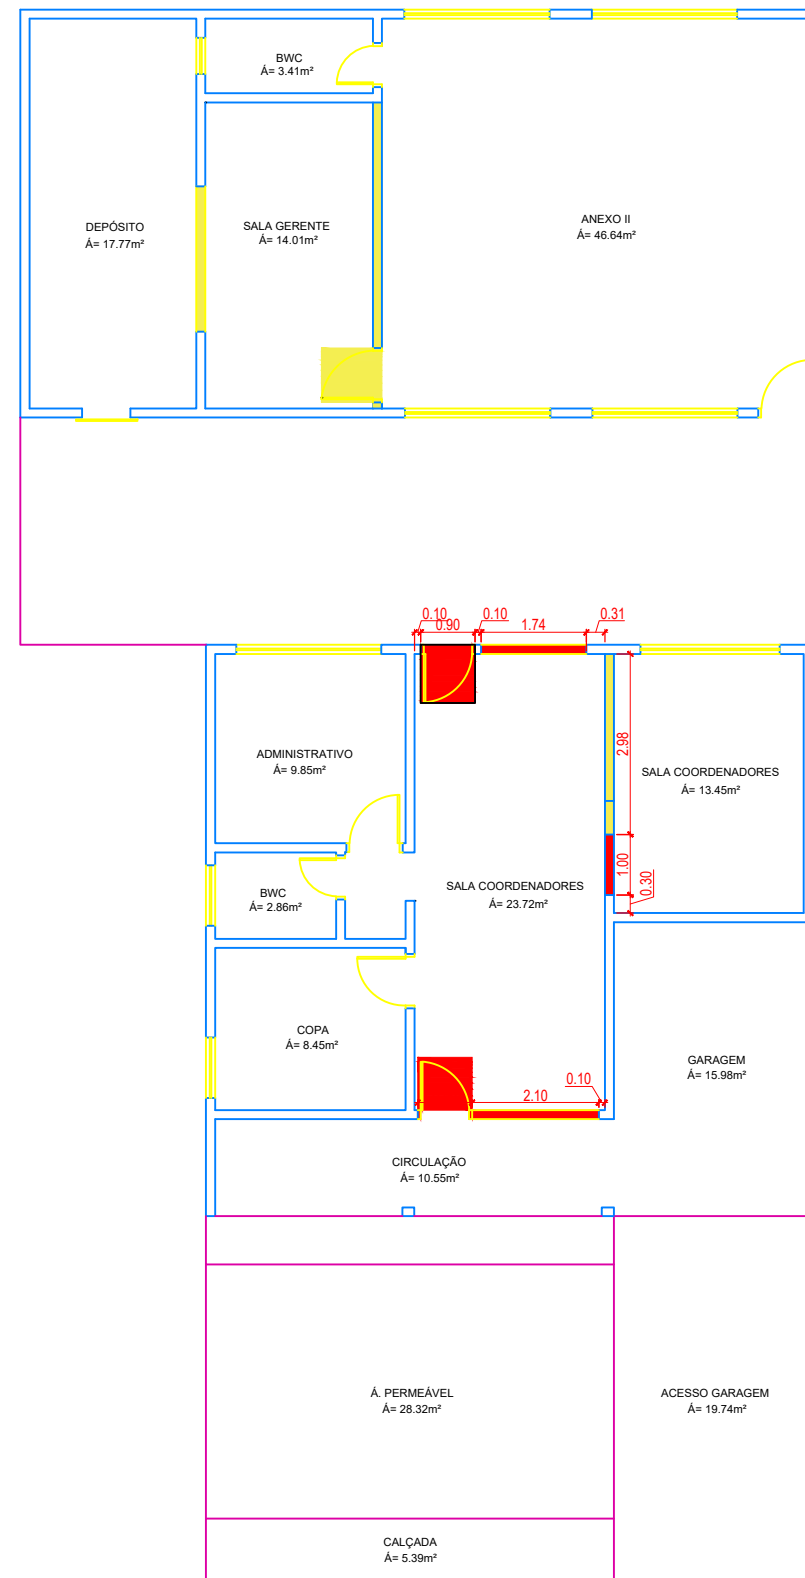 BWC
Á= 3.41m²
DEPÓSITO
Á= 17.77m²
SALA GERENTE
Á= 14.01m²
ANEXO II
Á= 46.64m²
0.10
0.90
0.10
1.74
0.31
2.98
ADMINISTRATIVO
Á= 9.85m²
SALA COORDENADORES
Á= 13.45m²
1.00
0.30
BWC
Á= 2.86m²
SALA COORDENADORES
Á= 23.72m²
COPA
Á= 8.45m²
GARAGEM
Á= 15.98m²
0.10
2.10
CIRCULAÇÃO
Á= 10.55m²
Á. PERMEÁVEL
Á= 28.32m²
ACESSO GARAGEM
Á= 19.74m²
CALÇADA
Á= 5.39m²